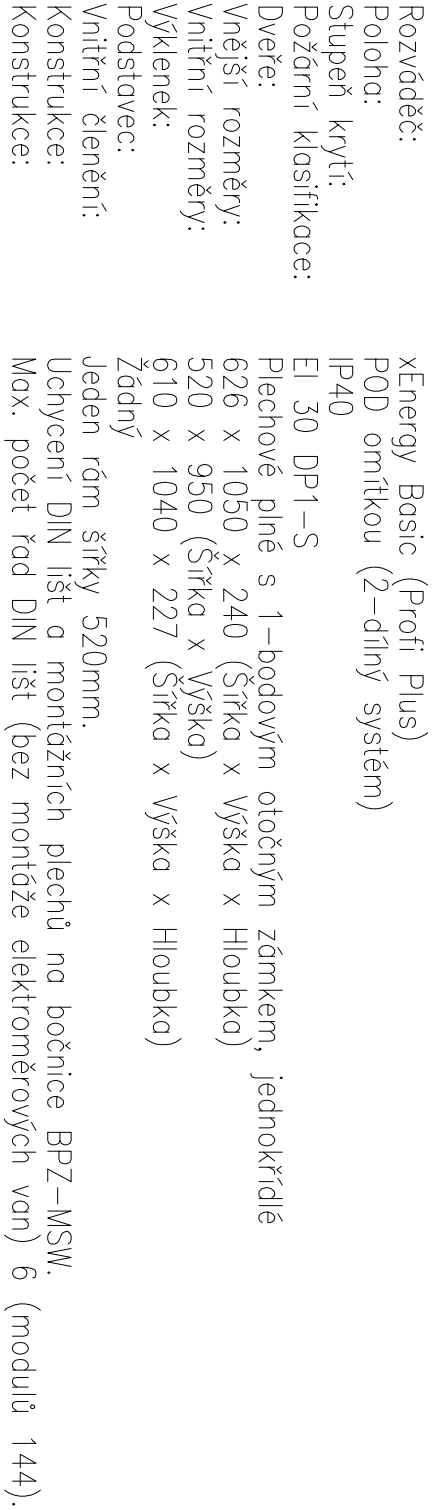 Rozváděč: xEnergy Basic (Profi Plus)
Poloha: POD omítkou (2-dílný systém)
Stupeň krytí: IP40
Požární klasifikace: EI 30 DP1-S
Dveře: Plechové plné s 1-bodovým otočným zámkem, jednokřídlé
Vnější rozměry: 626 x 1050 x 240 (Šířka x Výška x Hloubka)
Vnitřní rozměry: 520 x 950 (Šířka x Výška)
Výklenek: 610 x 1040 x 227 (Šířka x Výška x Hloubka)
Podstavec: Žádný
Vnitřní členění: Jeden rám šířky 520mm.
Konstrukce: Uchycení DIN lišt a montážních plechů na bočnice BPZ-MSW.
Konstrukce: Max. počet řad DIN lišt (bez montáže elektroměrových van) 6 (modulů 144).